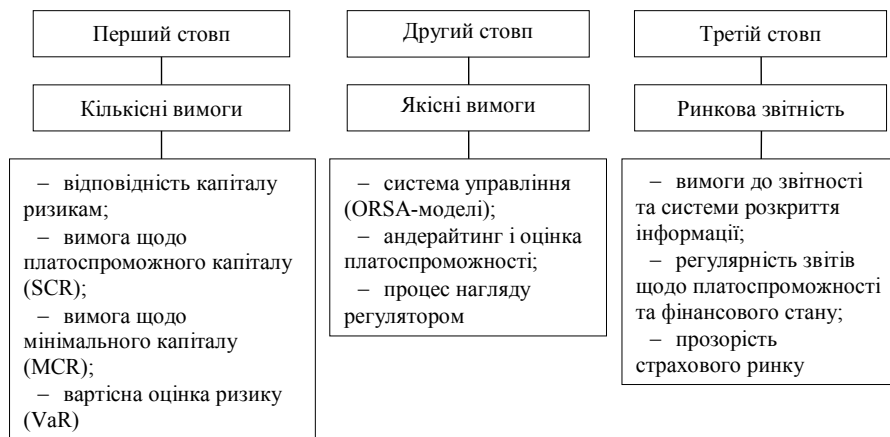 Перший стовп
Кількісні вимоги
– відповідність капіталу
ризикам;
– вимога щодо
платоспроможного капіталу
(SCR);
– вимога щодо
мінімального капіталу
(MCR);
– вартісна оцінка ризику
(VaR)
Другий стовп
Якісні вимоги
– система управління
(ORSA-моделі);
– андерайтинг і оцінка
платоспроможності;
– процес нагляду
регулятором
Третій стовп
Ринкова звітність
– вимоги до звітності
та системи розкриття
інформації;
– регулярність звітів
щодо платоспроможності
та фінансового стану;
– прозорість
страхового ринку